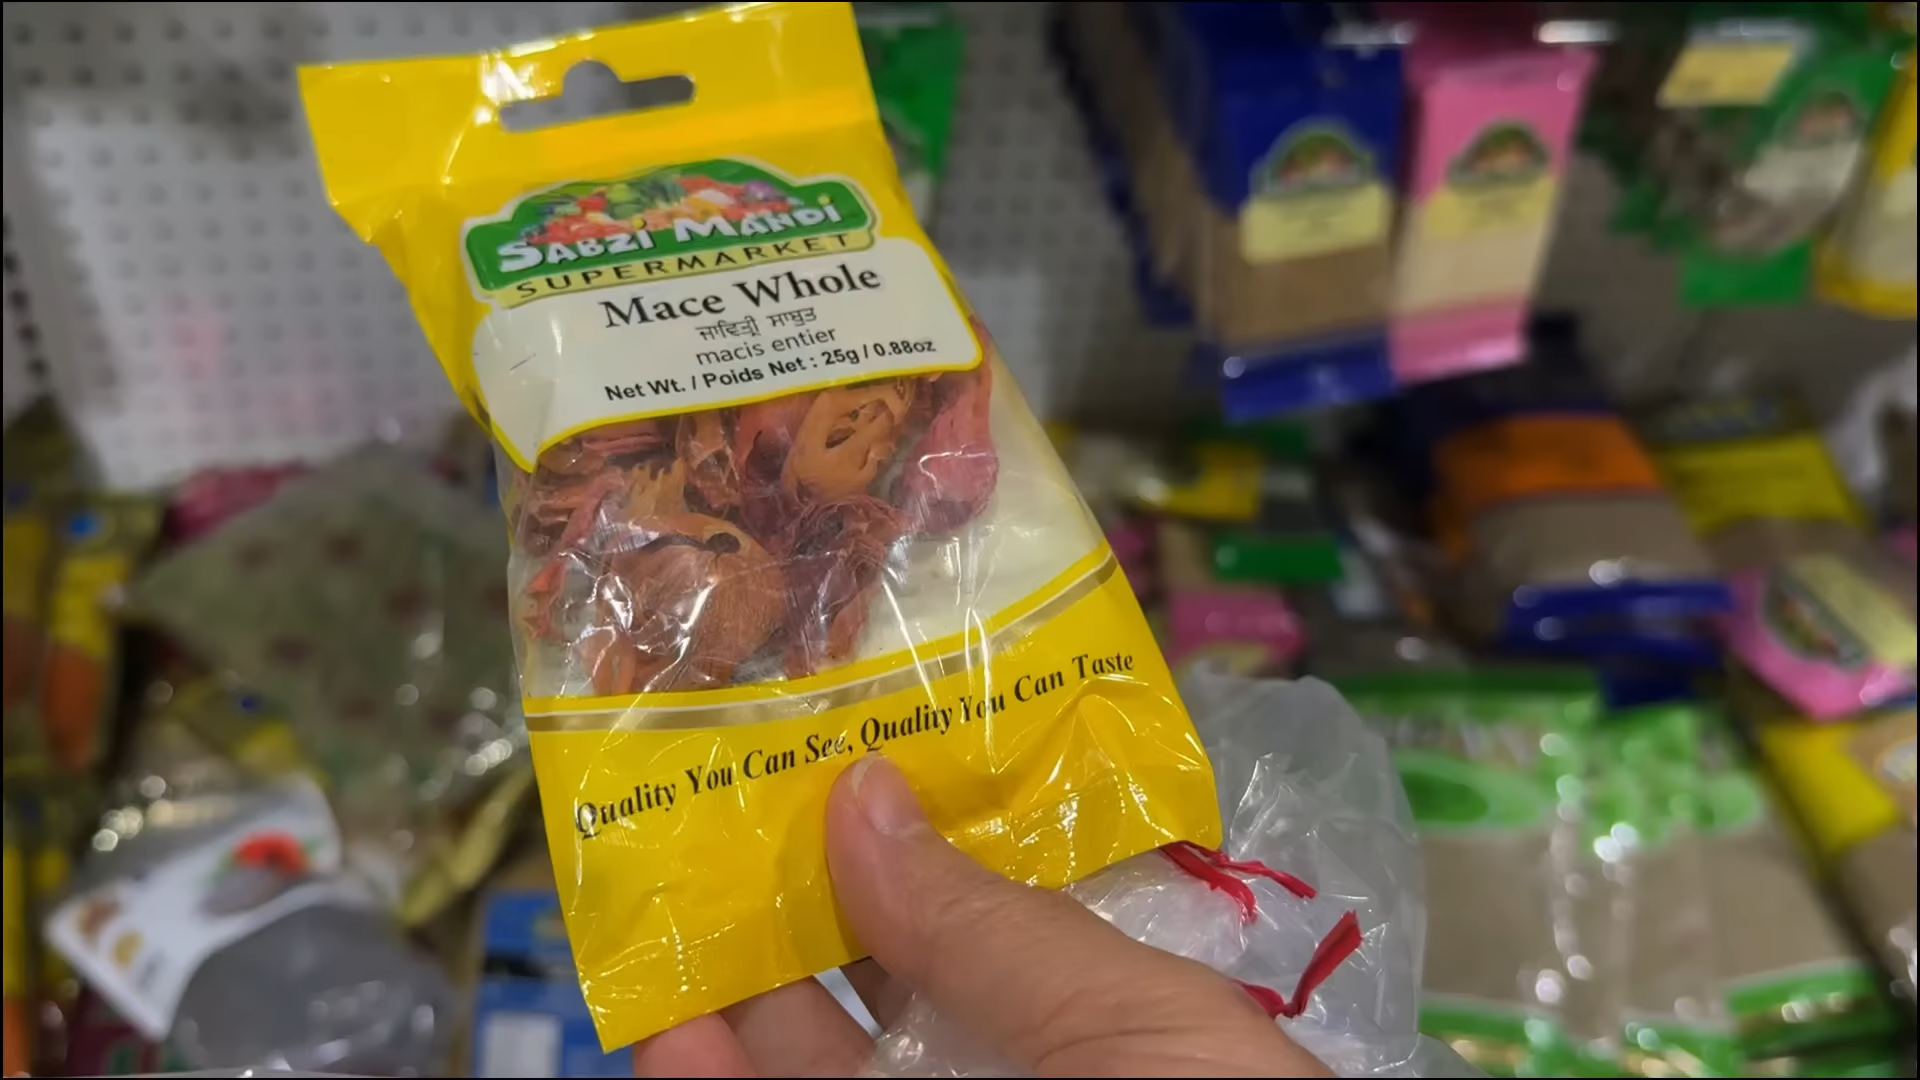 SABZI MANDI
SUPERMARKET
Mace Whole
ਜਾਵਿਤ੍ਰੀ ਸਾਬੁਤ
macis entier
Net Wt. / Poids Net : 25g / 0.88oz
Quality You Can See, Quality You Can Taste